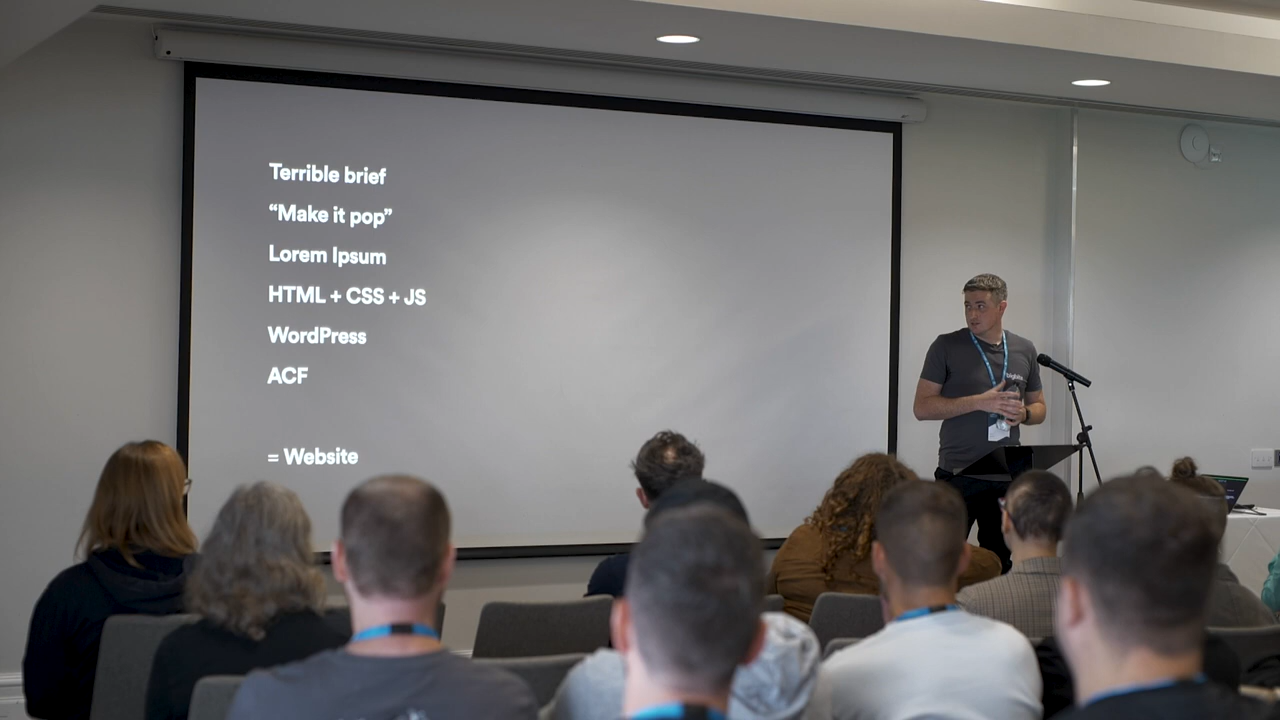 Terrible brief
“Make it pop”
Lorem Ipsum
HTML + CSS + JS
WordPress
ACF
= Website